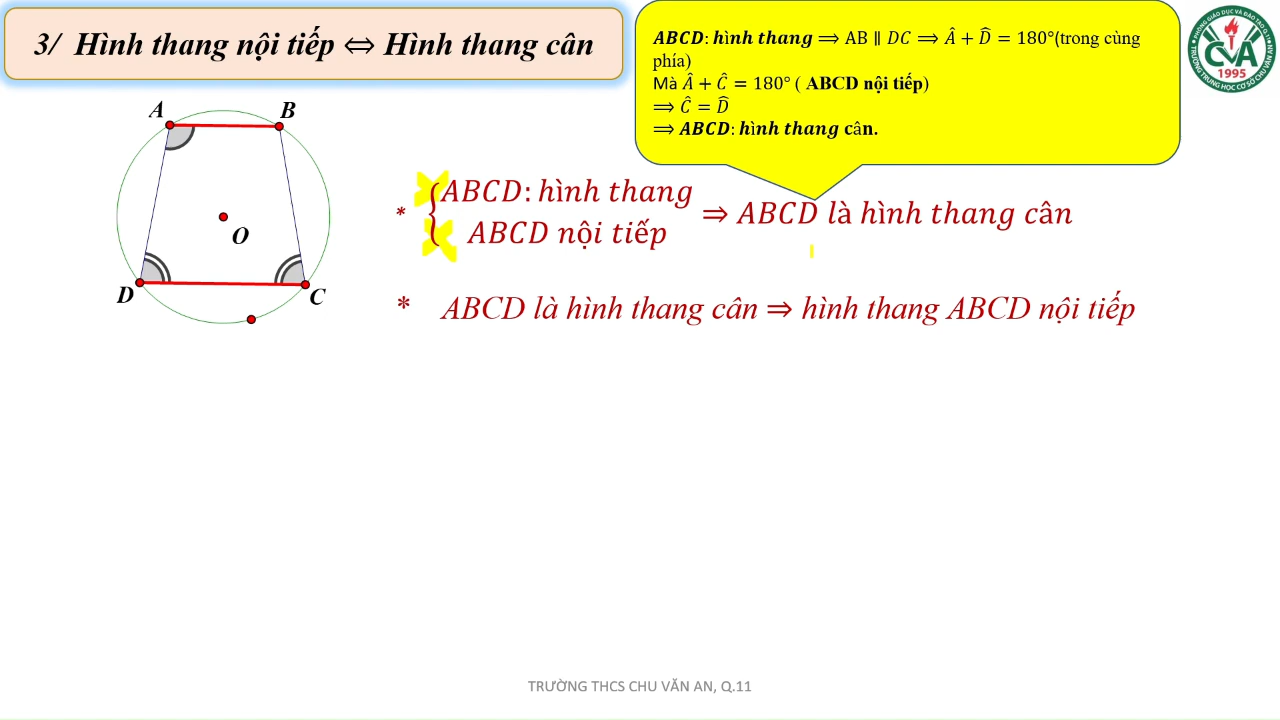 3/ Hình thang nội tiếp ⇔ Hình thang cân
ABCD: hình thang ⟹ AB ∥ DC ⟹ Â + D̂ = 180°(trong cùng
phía)
Mà Â + Ĉ = 180° ( ABCD nội tiếp)
⟹ Ĉ = D̂
⟹ ABCD: hình thang cân.
CVA
1995
A
B
O
D
C
* {ABCD: hình thang
ABCD nội tiếp
⇒ ABCD là hình thang cân
* ABCD là hình thang cân ⇒ hình thang ABCD nội tiếp
TRƯỜNG THCS CHU VĂN AN, Q.11